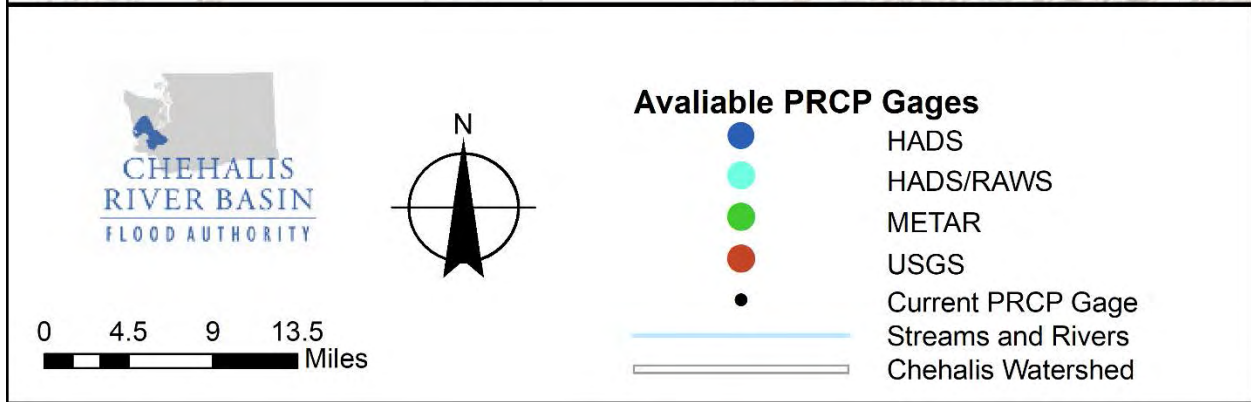 CHEHALIS
RIVER BASIN
FLOOD AUTHORITY
N
0 4.5 9 13.5
Miles
Avaliable PRCP Gages
HADS
HADS/RAWS
METAR
USGS
Current PRCP Gage
Streams and Rivers
Chehalis Watershed